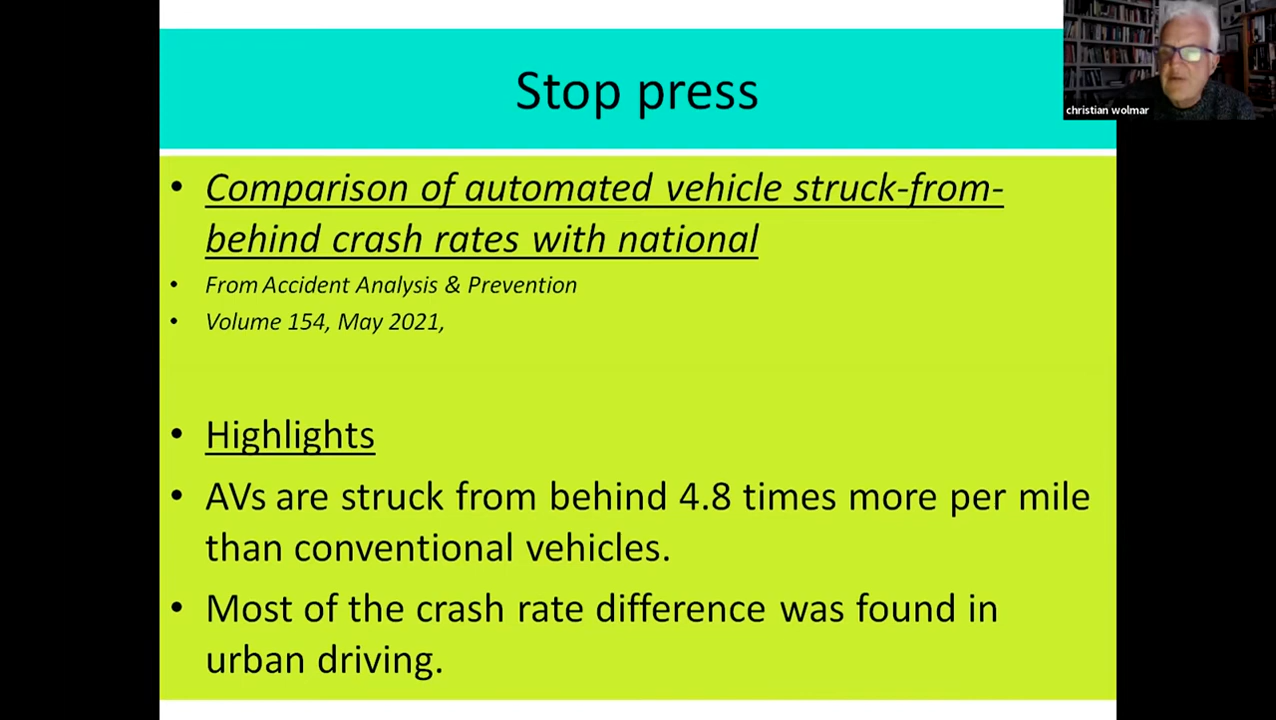 Stop press
christian wolmar
• Comparison of automated vehicle struck-from-
behind crash rates with national
• From Accident Analysis & Prevention
• Volume 154, May 2021,
• Highlights
• AVs are struck from behind 4.8 times more per mile
than conventional vehicles.
• Most of the crash rate difference was found in
urban driving.